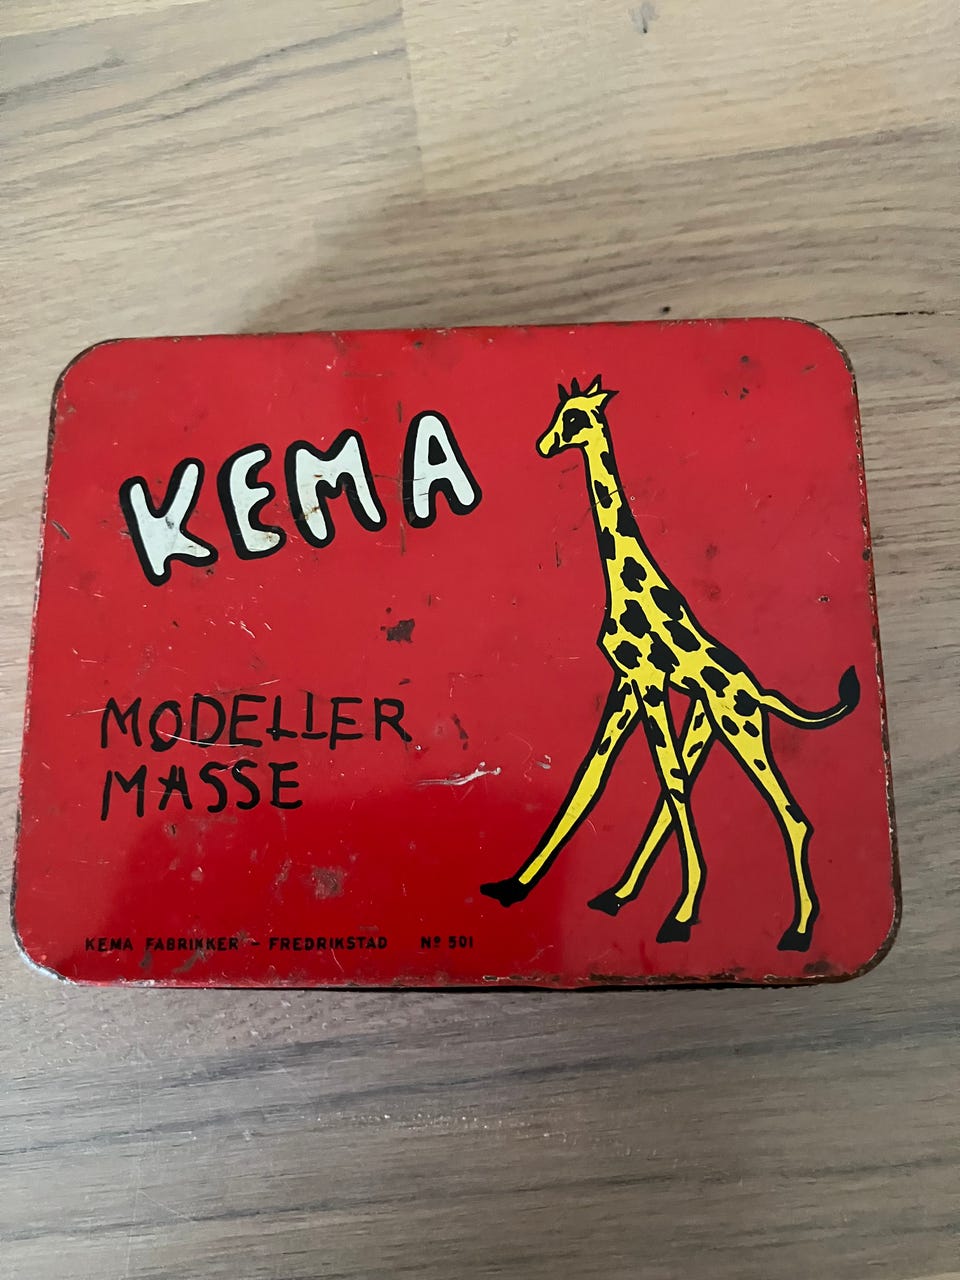 KEMA
MODELLER
MASSE
KEMA FABRIKKER - FREDRIKSTAD Nº 501